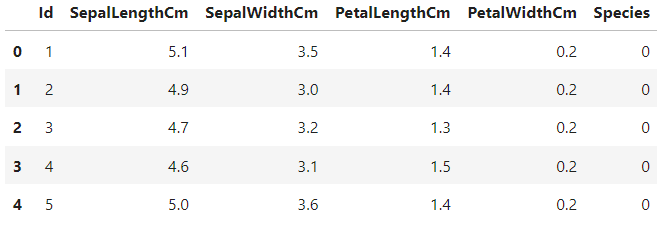 Id SepalLengthCm SepalWidthCm PetalLengthCm PetalWidthCm Species
0 1 5.1 3.5 1.4 0.2 0
1 2 4.9 3.0 1.4 0.2 0
2 3 4.7 3.2 1.3 0.2 0
3 4 4.6 3.1 1.5 0.2 0
4 5 5.0 3.6 1.4 0.2 0